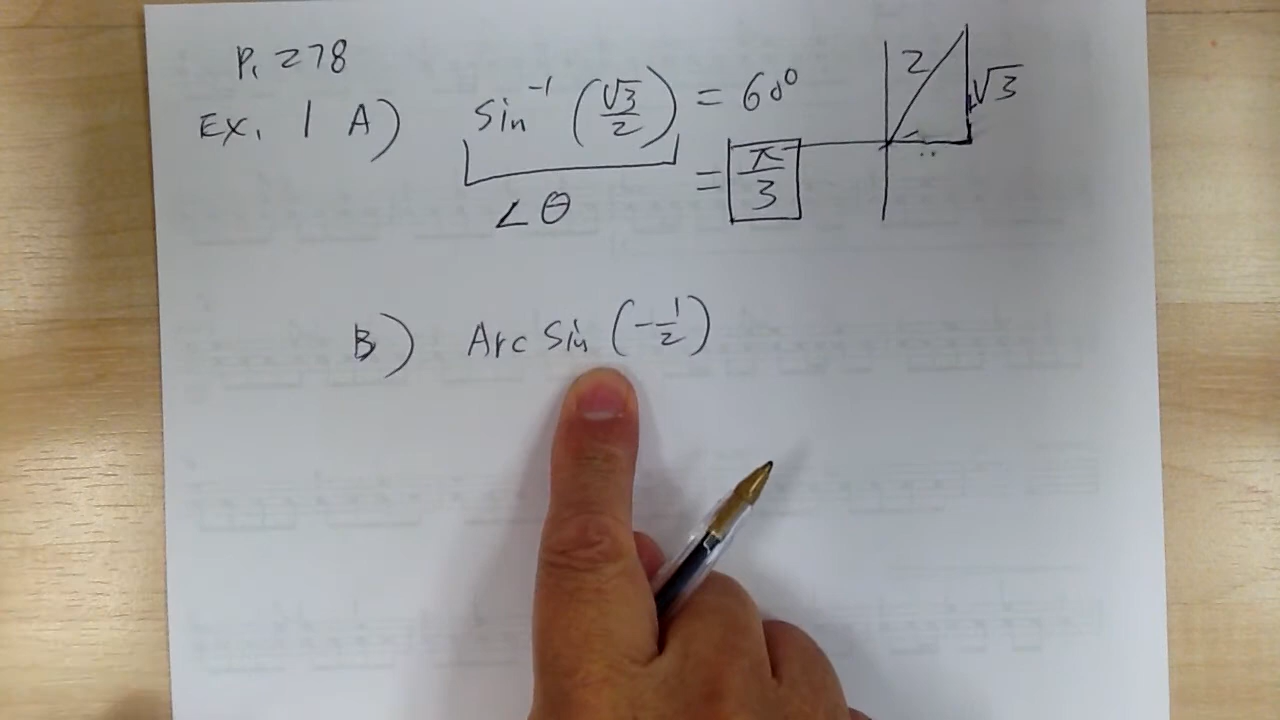 P. 278
Ex. 1 A) Sin⁻¹ (√3/2) = 60°
∠θ = π/3
2 √3
B) Arc Sin (-1/2)